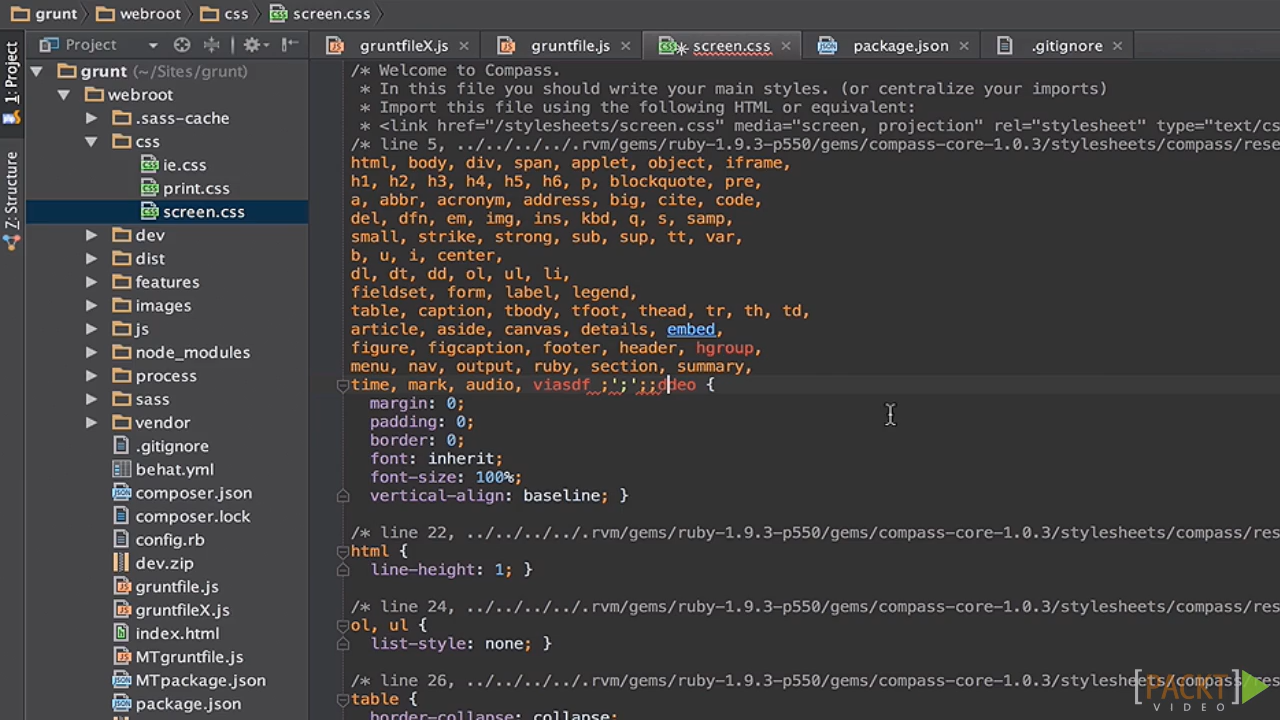 grunt webroot css screen.css
1: Project
Z: Structure
Project
grunt (~/Sites/grunt)
webroot
.sass-cache
css
ie.css
print.css
screen.css
dev
dist
features
images
js
node_modules
process
sass
vendor
.gitignore
behat.yml
composer.json
composer.lock
config.rb
dev.zip
gruntfile.js
gruntfileX.js
index.html
MTgruntfile.js
MTpackage.json
package.json
gruntfileX.js gruntfile.js screen.css package.json .gitignore
/* Welcome to Compass.
* In this file you should write your main styles. (or centralize your imports)
* Import this file using the following HTML or equivalent:
* <link href="/stylesheets/screen.css" media="screen, projection" rel="stylesheet" type="text/cs
/* line 5, ../../../../.rvm/gems/ruby-1.9.3-p550/gems/compass-core-1.0.3/stylesheets/compass/rese
html, body, div, span, applet, object, iframe,
h1, h2, h3, h4, h5, h6, p, blockquote, pre,
a, abbr, acronym, address, big, cite, code,
del, dfn, em, img, ins, kbd, q, s, samp,
small, strike, strong, sub, sup, tt, var,
b, u, i, center,
dl, dt, dd, ol, ul, li,
fieldset, form, label, legend,
table, caption, tbody, tfoot, thead, tr, th, td,
article, aside, canvas, details, embed,
figure, figcaption, footer, header, hgroup,
menu, nav, output, ruby, section, summary,
time, mark, audio, viasdf ;';';;ddeo {
margin: 0;
padding: 0;
border: 0;
font: inherit;
font-size: 100%;
vertical-align: baseline; }
/* line 22, ../../../../.rvm/gems/ruby-1.9.3-p550/gems/compass-core-1.0.3/stylesheets/compass/res
html {
line-height: 1; }
/* line 24, ../../../../.rvm/gems/ruby-1.9.3-p550/gems/compass-core-1.0.3/stylesheets/compass/res
ol, ul {
list-style: none; }
/* line 26, ../../../../.rvm/gems/ruby-1.9.3-p550/gems/compass-core-1.0.3/stylesheets/compass/res
table {
border-collapse: collapse;
[PACKT]
VIDEO